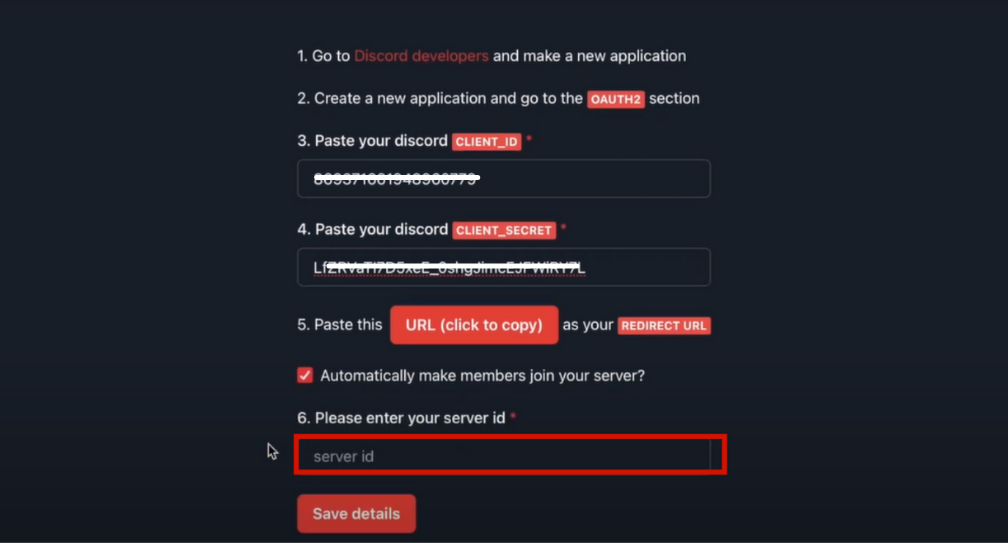 1. Go to Discord developers and make a new application
2. Create a new application and go to the OAUTH2 section
3. Paste your discord CLIENT_ID *
4. Paste your discord CLIENT_SECRET *
5. Paste this URL (click to copy) as your REDIRECT URL
Automatically make members join your server?
6. Please enter your server id *
server id
Save details